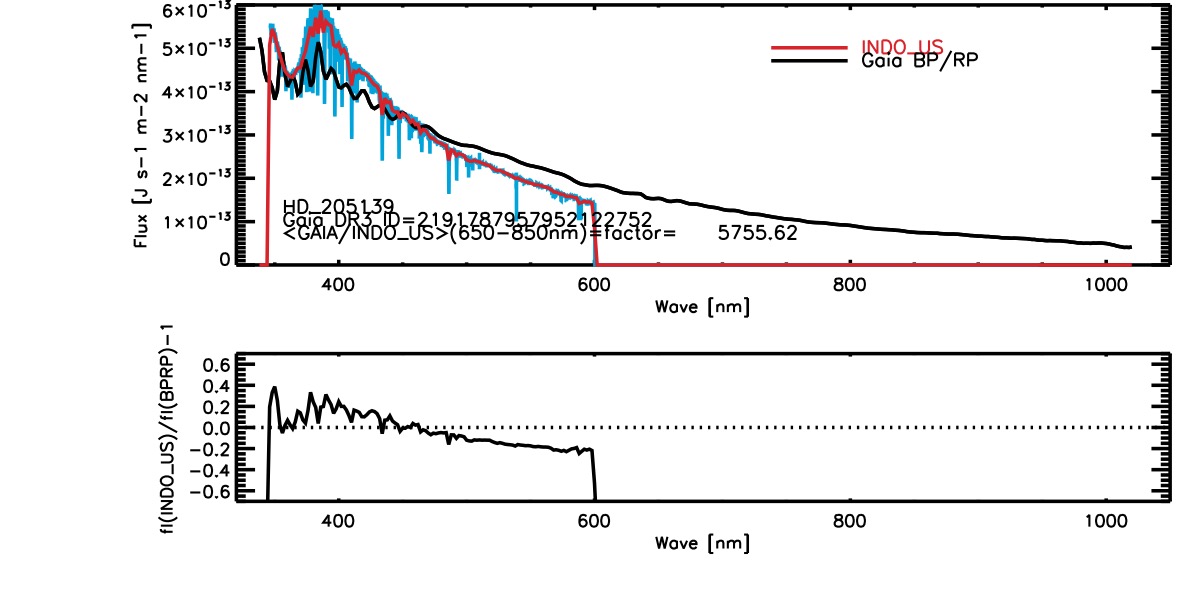 6×10−13
5×10−13
4×10−13
3×10−13
2×10−13
1×10−13
0
Flux [J s−1 m−2 nm−1]
INDO_US
Gaia BP/RP
HD_205139
Gaia DR3 ID=2191787957952122752
<GAIA/INDO_US>(650−850nm)=factor= 5755.62
400 600 800 1000
Wave [nm]
fl(INDO_US)/fl(BPRP)−1
0.6
0.4
0.2
0.0
−0.2
−0.4
−0.6
400 600 800 1000
Wave [nm]